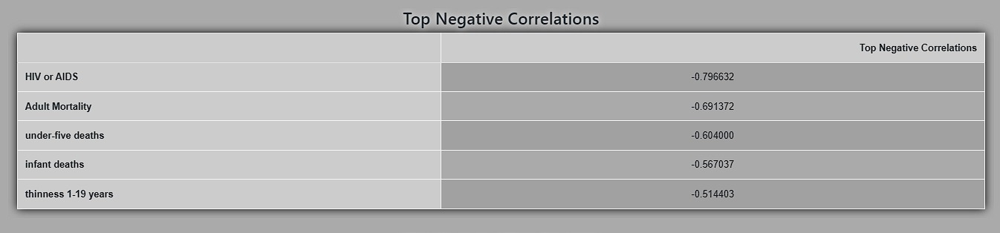 Top Negative Correlations
Top Negative Correlations
HIV or AIDS -0.796632
Adult Mortality -0.691372
under-five deaths -0.604000
infant deaths -0.567037
thinness 1-19 years -0.514403